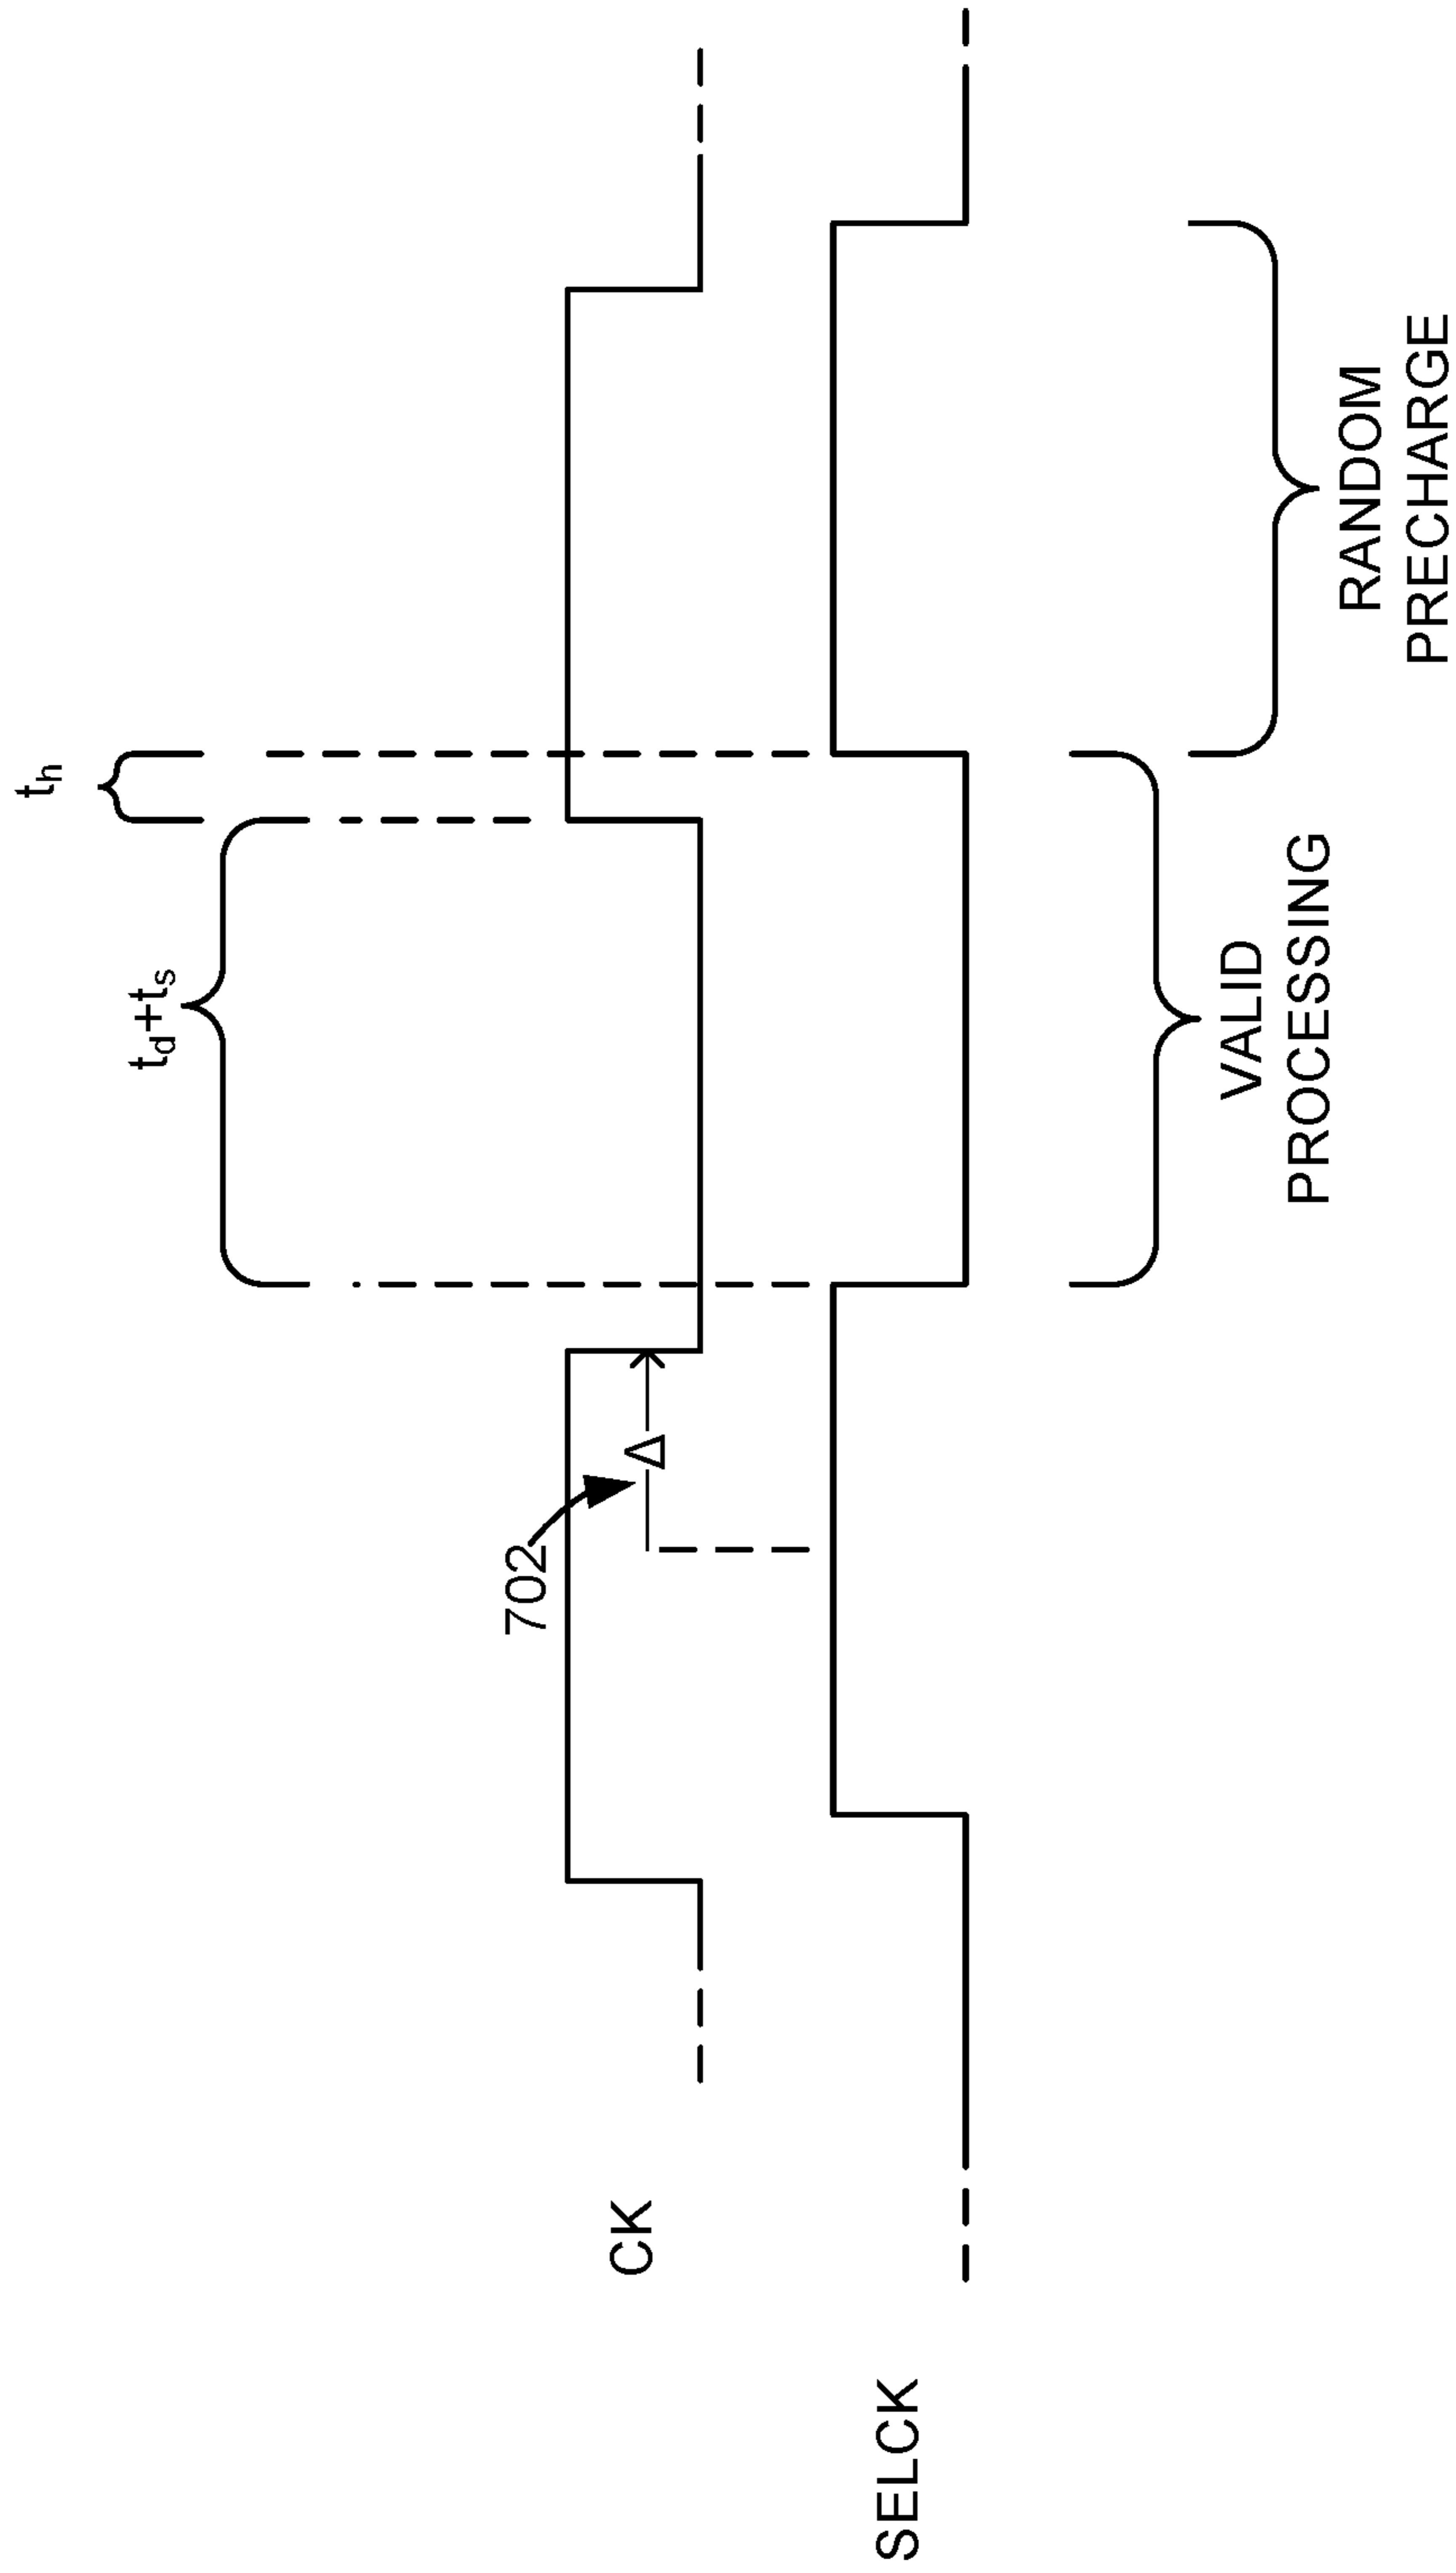 t_h
t_d+t_s
702
Δ
CK
SELCK
VALID
PROCESSING
RANDOM
PRECHARGE